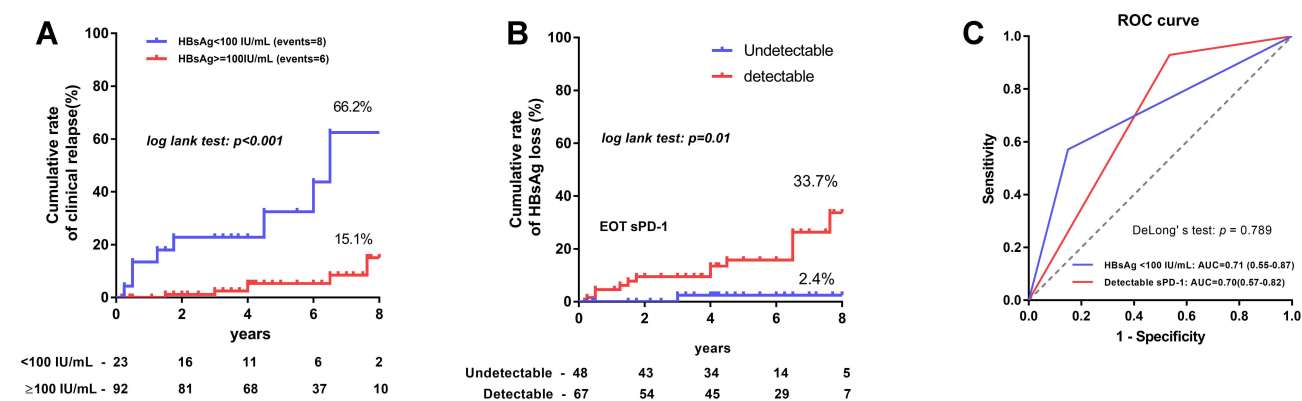 A
Cumulative rate
of clinical relapse(%)
100
80
60
40
20
0
HBsAg<100 IU/mL (events=8)
HBsAg>=100IU/mL (events=6)
66.2%
log lank test: p<0.001
15.1%
0 2 4 6 8
years
<100 IU/mL - 23 16 11 6 2
≥100 IU/mL - 92 81 68 37 10
B
Cumulative rate
of HBsAg loss (%)
100
80
60
40
20
0
Undetectable
detectable
log lank test: p=0.01
33.7%
EOT sPD-1
2.4%
0 2 4 6 8
years
Undetectable - 48 43 34 14 5
Detectable - 67 54 45 29 7
C
ROC curve
Sensitivity
1.0
0.8
0.6
0.4
0.2
0.0
DeLong' s test: p = 0.789
HBsAg <100 IU/mL: AUC=0.71 (0.55-0.87)
Detectable sPD-1: AUC=0.70(0.57-0.82)
0.0 0.2 0.4 0.6 0.8 1.0
1 - Specificity